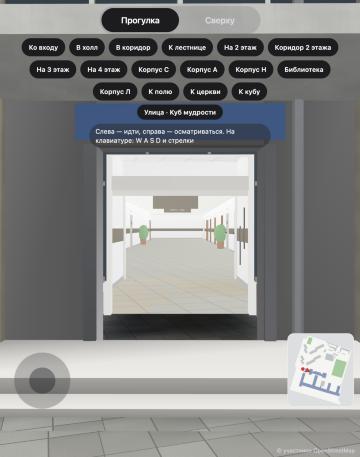 Прогулка Сверху
Ко входу В холл В коридор К лестнице На 2 этаж Коридор 2 этажа
На 3 этаж На 4 этаж Корпус С Корпус А Корпус Н Библиотека
Корпус Л К полю К церкви К кубу
Улица · Куб мудрости
Слева — идти, справа — осматриваться. На
клавиатуре: W A S D и стрелки
© участники OpenStreetMap